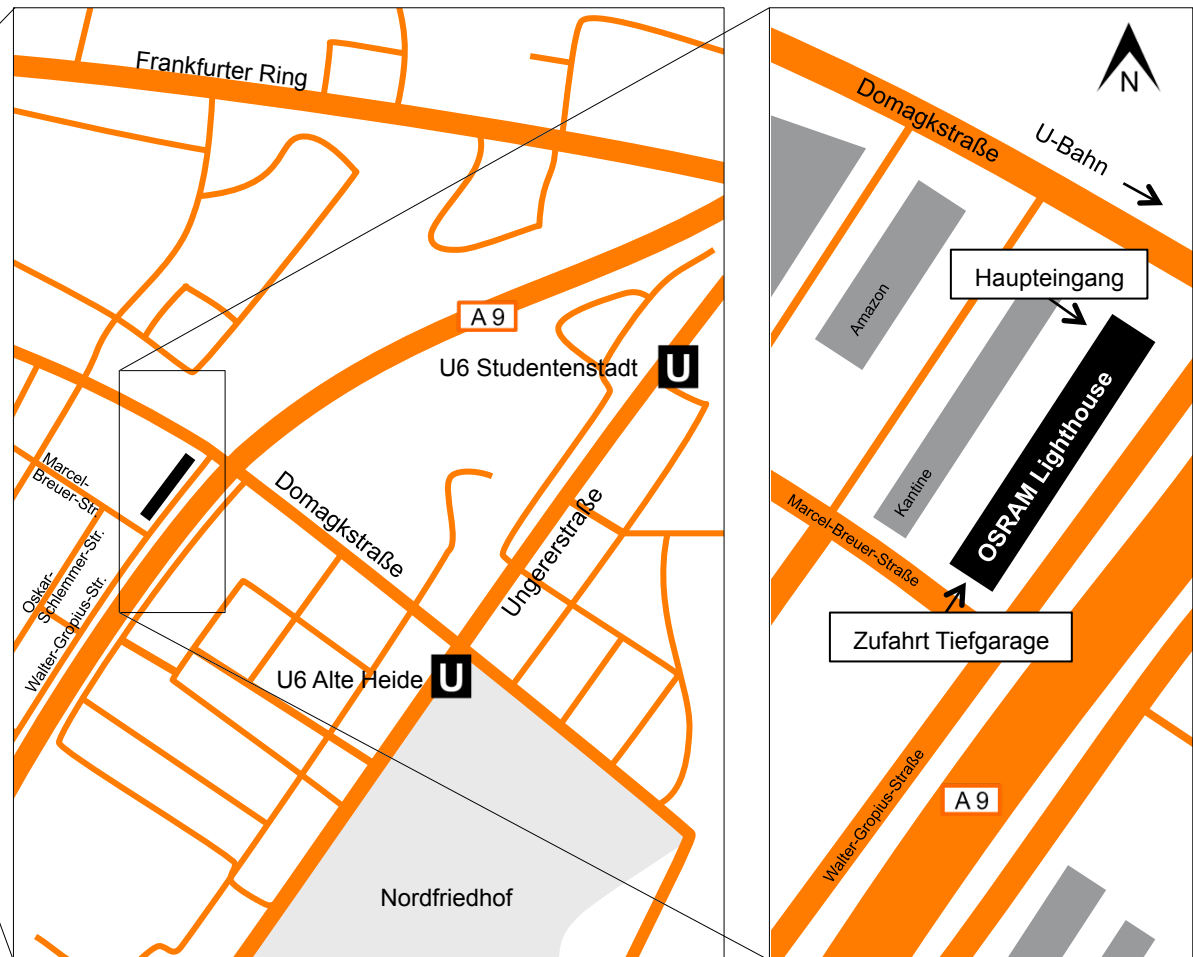 Frankfurter Ring
A 9
U6 Studentenstadt
U
Marcel-
Breuer-Str.
Domagkstraße
Ungererstraße
Oskar-
Schlemmer-Str.
Walter-Gropius-Str.
U6 Alte Heide
U
Nordfriedhof
N
Domagkstraße
U-Bahn
Haupteingang
Amazon
OSRAM Lighthouse
Kantine
Marcel-Breuer-Straße
Zufahrt Tiefgarage
Walter-Gropius-Straße
A 9